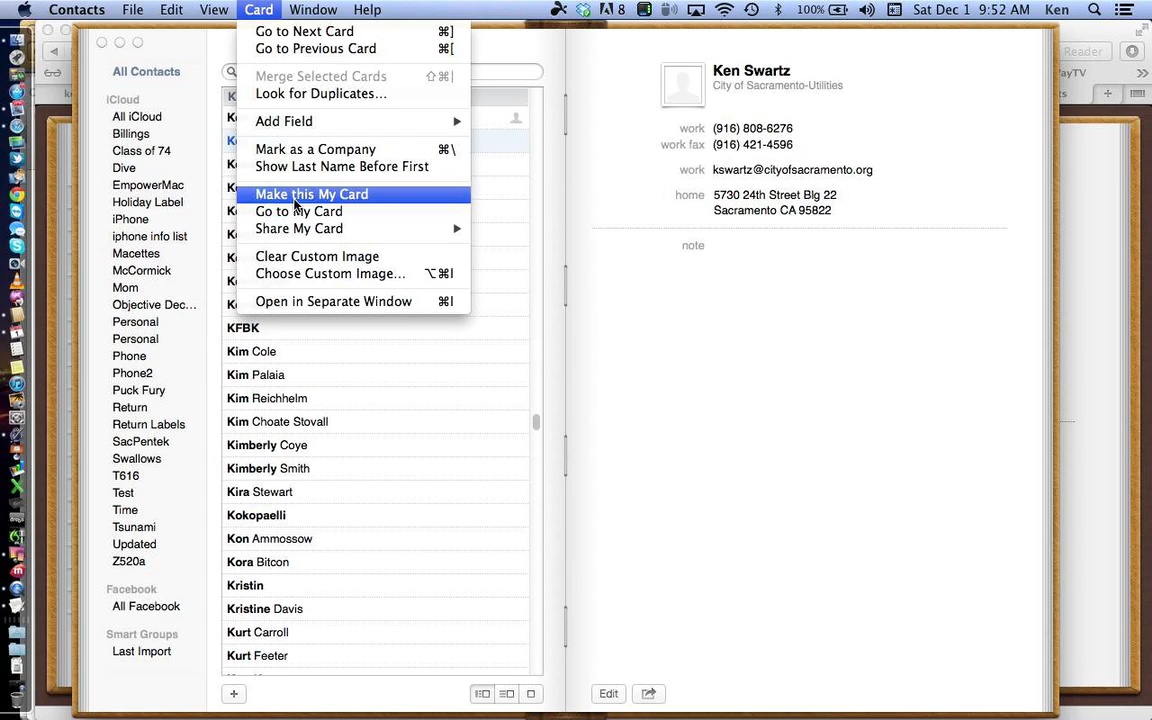 Contacts File Edit View Card Window Help 8 100% Sat Dec 1 9:52 AM Ken
Reader
PayTV
All Contacts
iCloud
All iCloud
Billings
Class of 74
Dive
EmpowerMac
Holiday Label
iPhone
iphone info list
Macettes
McCormick
Mom
Objective Dec...
Personal
Personal
Phone
Phone2
Puck Fury
Return
Return Labels
SacPentek
Swallows
T616
Test
Time
Tsunami
Updated
Z520a
Facebook
All Facebook
Smart Groups
Last Import
Go to Next Card ⌘]
Go to Previous Card ⌘[
Merge Selected Cards ⇧⌘|
Look for Duplicates...
Add Field
Mark as a Company ⌘\
Show Last Name Before First
Make this My Card
Go to My Card
Share My Card
Clear Custom Image
Choose Custom Image... ⌥⌘I
Open in Separate Window ⌘I
KFBK
Kim Cole
Kim Palaia
Kim Reichhelm
Kim Choate Stovall
Kimberly Coye
Kimberly Smith
Kira Stewart
Kokopaelli
Kon Ammossow
Kora Bitcon
Kristin
Kristine Davis
Kurt Carroll
Kurt Feeter
Ken Swartz
City of Sacramento-Utilities
work (916) 808-6276
work fax (916) 421-4596
work kswartz@cityofsacramento.org
home 5730 24th Street Blg 22
Sacramento CA 95822
note
Edit